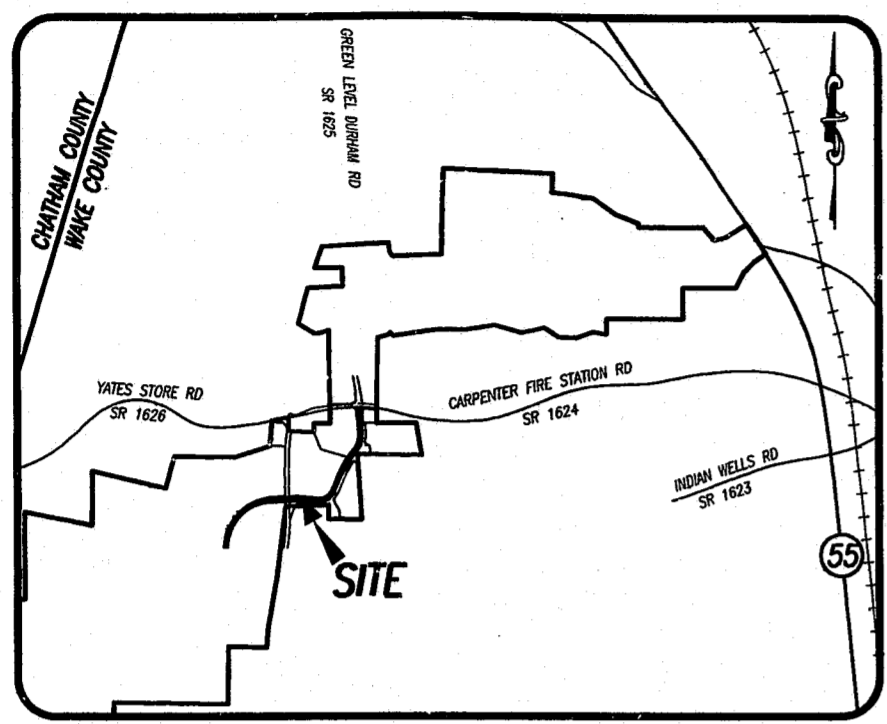 GREEN LEVEL DURHAM RD
SR 1625
CHATHAM COUNTY
WAKE COUNTY
YATES STORE RD
SR 1626
CARPENTER FIRE STATION RD
SR 1624
INDIAN WELLS RD
SR 1623
55
SITE